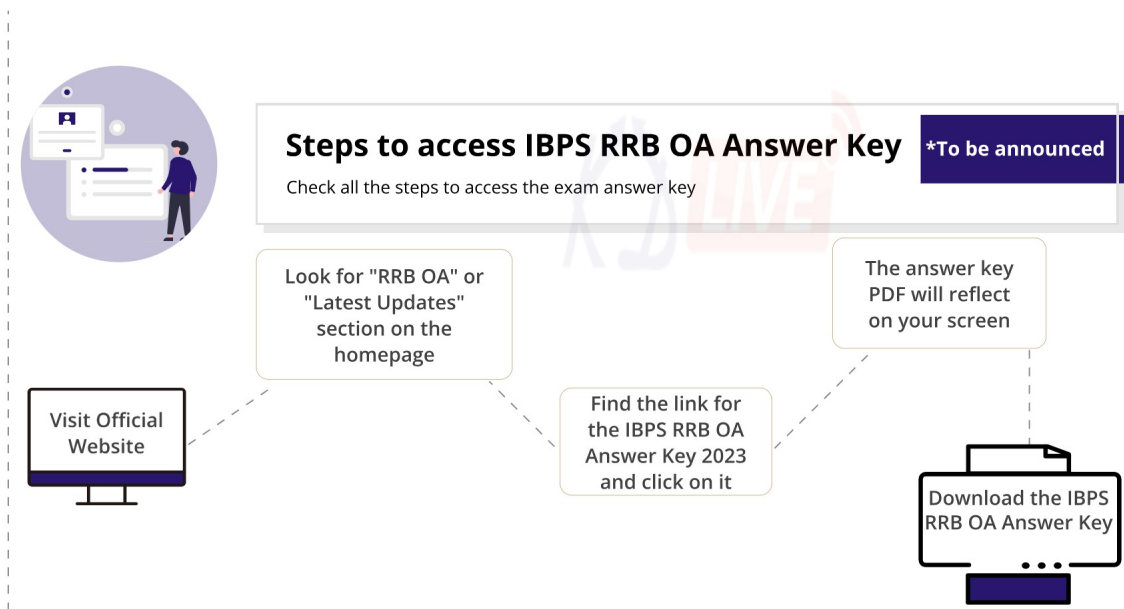 Steps to access IBPS RRB OA Answer Key
*To be announced
Check all the steps to access the exam answer key
LIVE
Visit Official
Website
Look for "RRB OA" or
"Latest Updates"
section on the
homepage
Find the link for
the IBPS RRB OA
Answer Key 2023
and click on it
The answer key
PDF will reflect
on your screen
Download the IBPS
RRB OA Answer Key